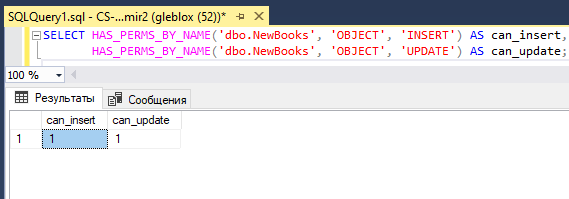 SQLQuery1.sql - CS-...mir2 (gleblox (52))*
SELECT HAS_PERMS_BY_NAME('dbo.NewBooks', 'OBJECT', 'INSERT') AS can_insert,
HAS_PERMS_BY_NAME('dbo.NewBooks', 'OBJECT', 'UPDATE') AS can_update;
100 %
Результаты Сообщения
can_insert can_update
1 1 1